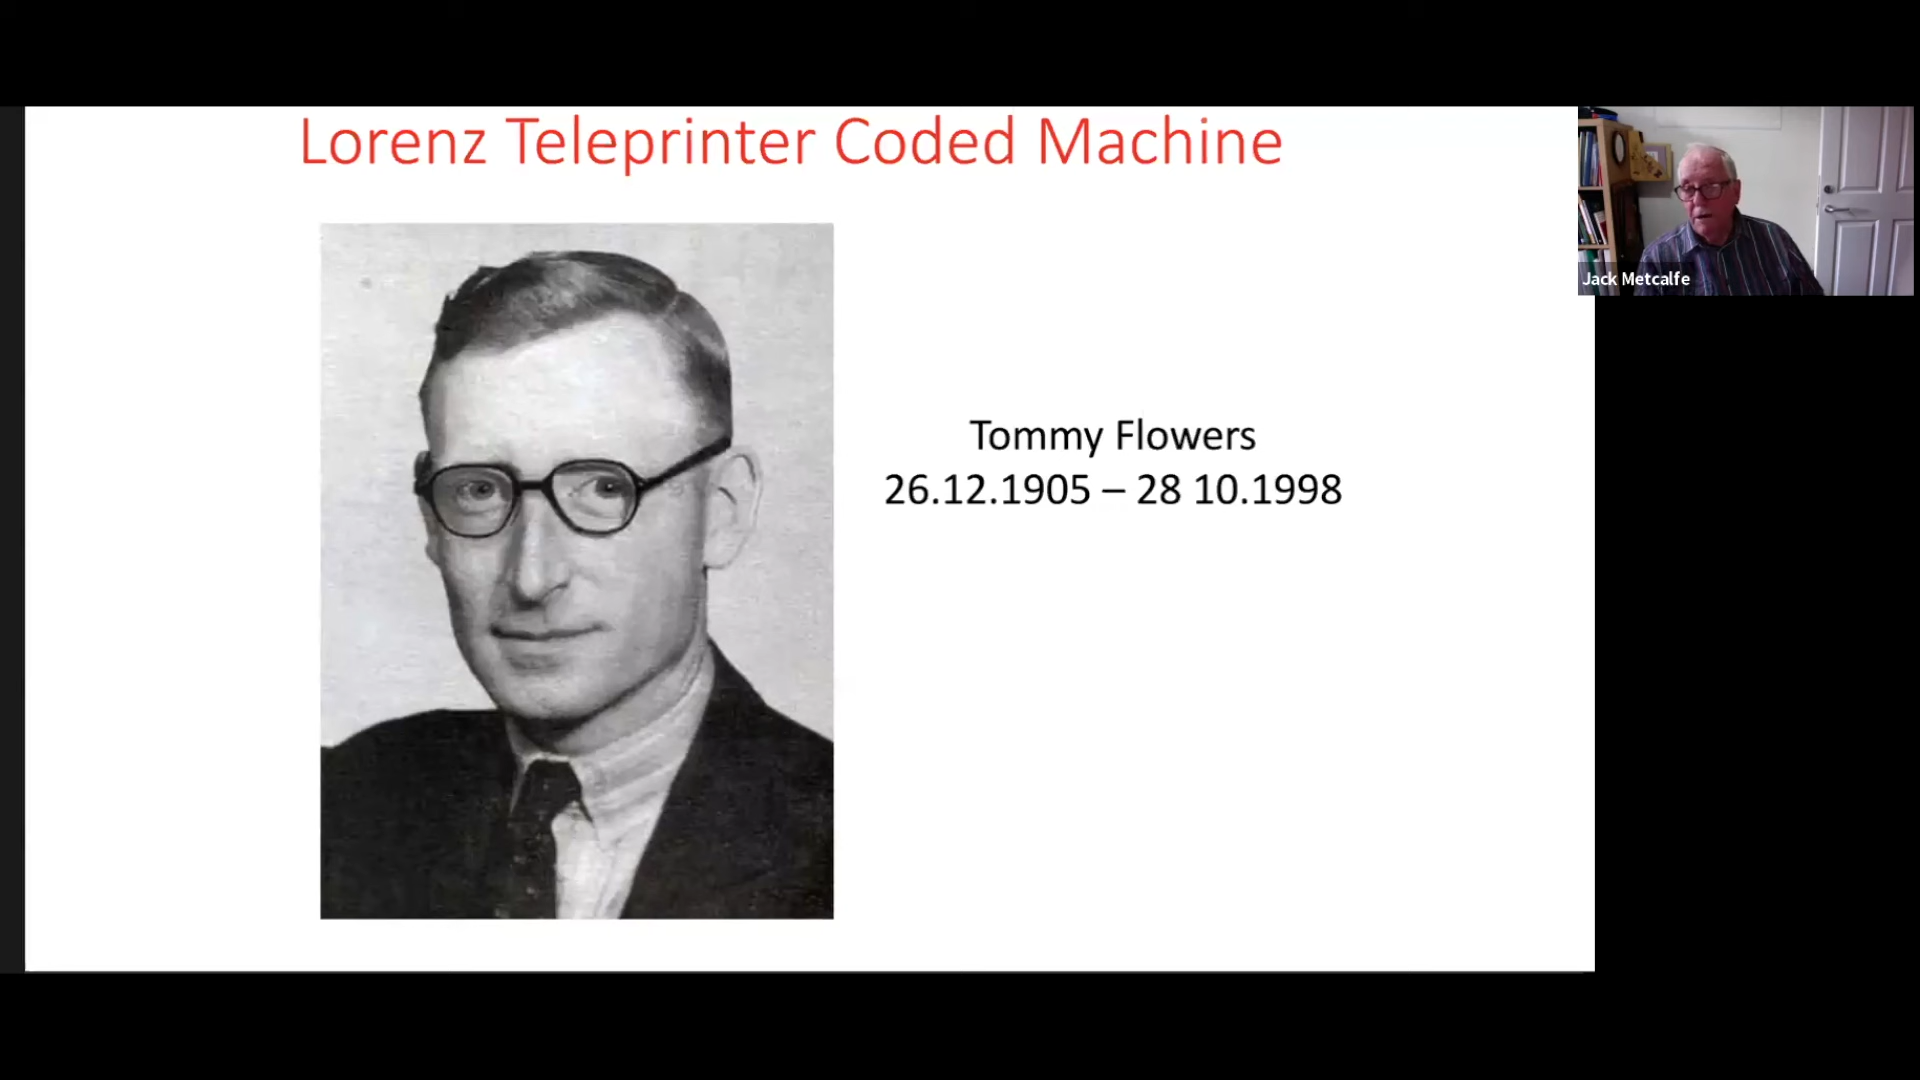 Lorenz Teleprinter Coded Machine
Tommy Flowers
26.12.1905 – 28 10.1998
Jack Metcalfe